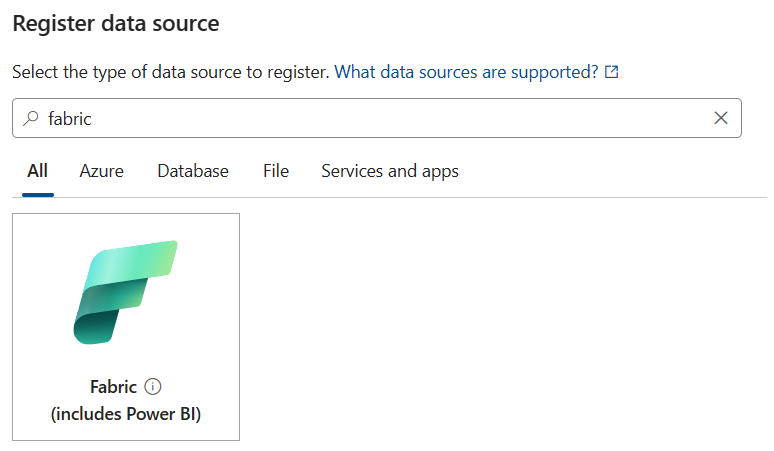 Register data source
Select the type of data source to register. What data sources are supported?
fabric
All Azure Database File Services and apps
Fabric
(includes Power BI)